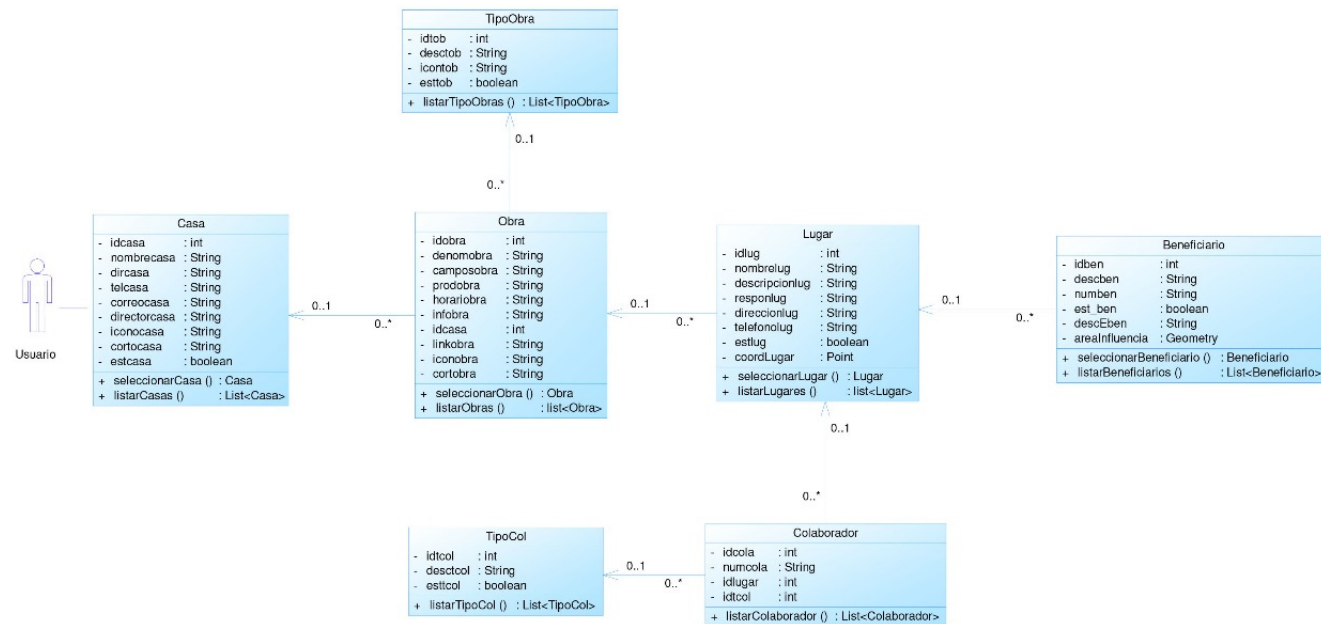 TipoObra
- idtob : int
- desctob : String
- icontob : String
- esttob : boolean
+ listarTipoObras () : List<TipoObra>
0..1
0..*
Casa
- idcasa : int
- nombrecasa : String
- dircasa : String
- telcasa : String
- correocasa : String
- directorcasa : String
- iconocasa : String
- cortocasa : String
- estcasa : boolean
+ seleccionarCasa () : Casa
+ listarCasas () : List<Casa>
Usuario
0..1
0..*
Obra
- idobra : int
- denomobra : String
- camposobra : String
- prodobra : String
- horariobra : String
- infobra : String
- idcasa : int
- linkobra : String
- iconobra : String
- cortobra : String
+ seleccionarObra () : Obra
+ listarObras () : list<Obra>
0..1
0..*
Lugar
- idlug : int
- nombrelug : String
- descripcionlug : String
- responlug : String
- direccionlug : String
- telefonolug : String
- estlug : boolean
- coordLugar : Point
+ seleccionarLugar () : Lugar
+ listarLugares () : list<Lugar>
0..1
0..*
Beneficiario
- idben : int
- descben : String
- numben : String
- est_ben : boolean
- descEben : String
- areaInfluencia : Geometry
+ seleccionarBeneficiario () : Beneficiario
+ listarBeneficiarios () : List<Beneficiario>
0..1
0..*
TipoCol
- idtcol : int
- desctcol : String
- esttcol : boolean
+ listarTipoCol () : List<TipoCol>
0..1
0..*
Colaborador
- idcola : int
- numcola : String
- idlugar : int
- idtcol : int
+ listarColaborador () : List<Colaborador>